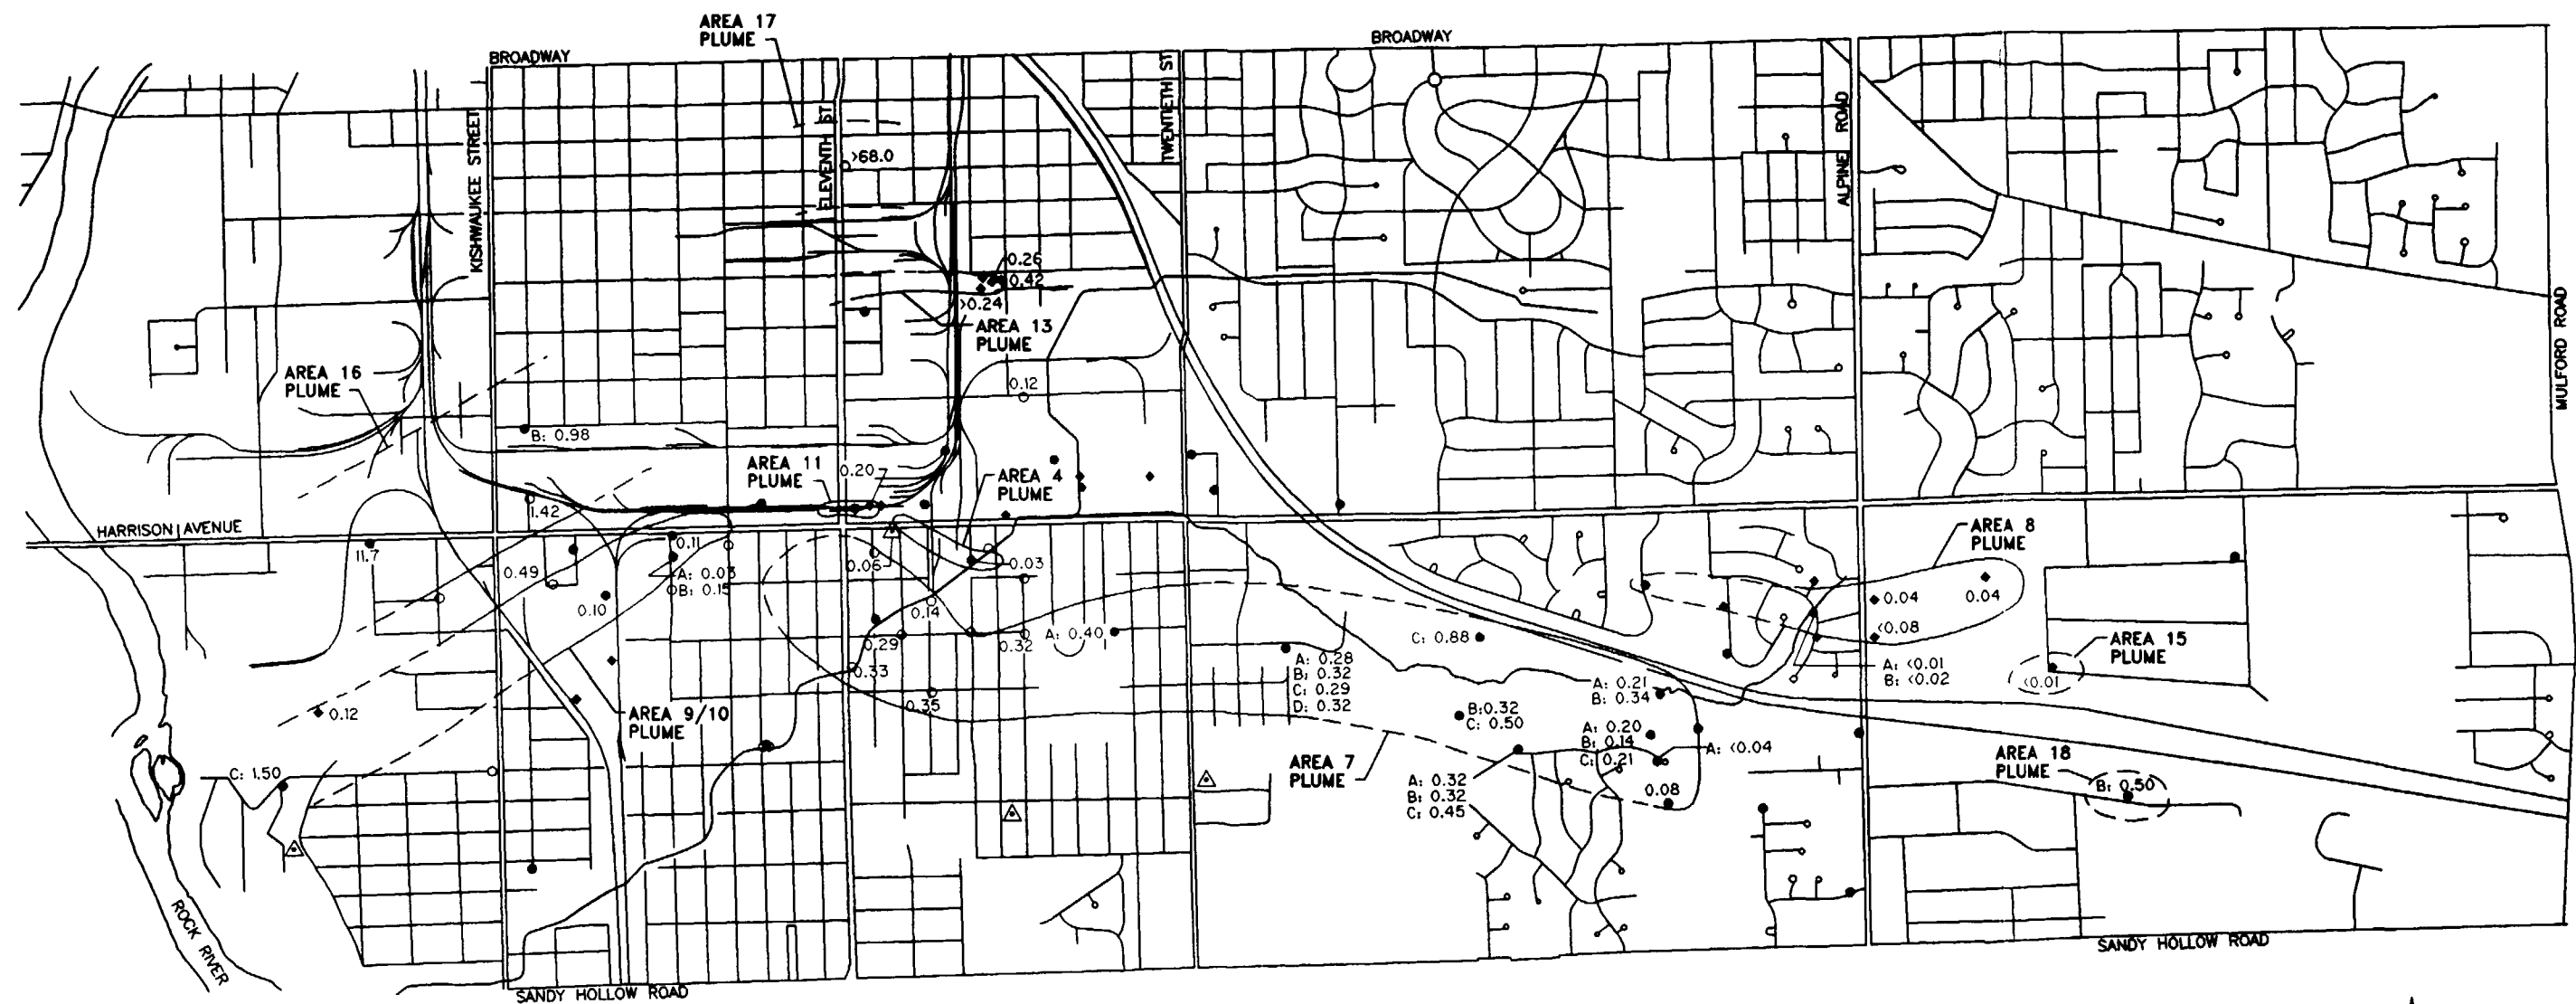 AREA 17
PLUME
BROADWAY
BROADWAY
KISHWAUKEE STREET
ELEVENTH ST
TWENTIETH ST
ALPINE ROAD
MULFORD ROAD
>68.0
0.26
0.42
>0.24
AREA 13
PLUME
AREA 16
PLUME
0.12
B: 0.98
AREA 11
PLUME
0.20
AREA 4
PLUME
1.42
HARRISON AVENUE
11.7
0.49
0.11
A: 0.03
B: 0.15
0.10
0.06
0.03
0.14
0.29
0.32
A: 0.40
0.33
0.35
C: 0.88
AREA 8
PLUME
0.04
0.04
<0.08
A: <0.01
B: <0.02
AREA 15
PLUME
<0.01
A: 0.28
B: 0.32
C: 0.29
D: 0.32
A: 0.21
B: 0.34
B: 0.32
C: 0.50
A: 0.20
B: 0.14
C: 0.21
A: <0.04
0.12
AREA 9/10
PLUME
C: 1.50
AREA 7
PLUME
A: 0.32
B: 0.32
C: 0.45
0.08
AREA 18
PLUME
B: 0.50
ROCK RIVER
SANDY HOLLOW ROAD
SANDY HOLLOW ROAD